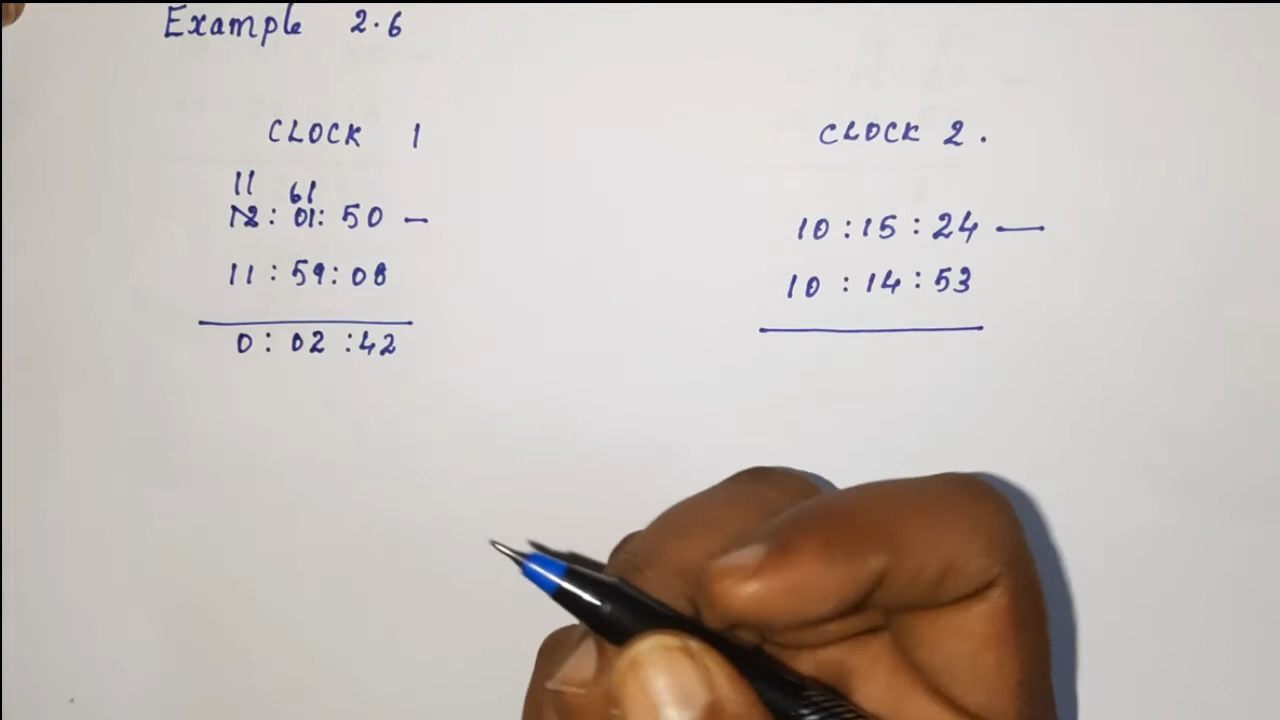 Example 2.6
CLOCK 1
11 61
12: 01: 50 —
11 : 59: 08
0: 02 :42
CLOCK 2.
10 : 15 : 24 —
10 : 14 : 53